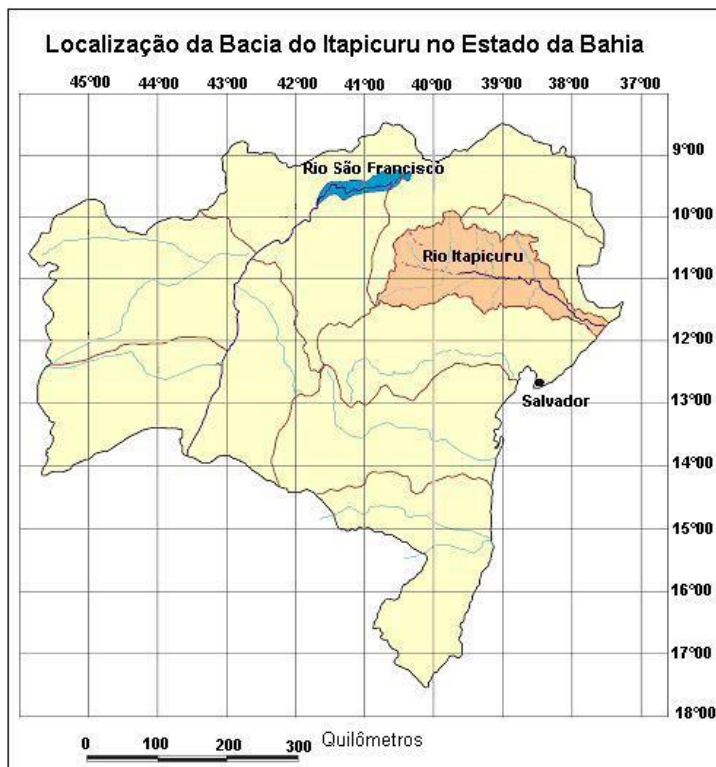 Localização da Bacia do Itapicuru no Estado da Bahia
45°00 44°00 43°00 42°00 41°00 40°00 39°00 38°00 37°00
9°00
Rio São Francisco
10°00
Rio Itapicuru
11°00
12°00
Salvador
13°00
14°00
15°00
16°00
17°00
18°00
0 100 200 300 Quilômetros